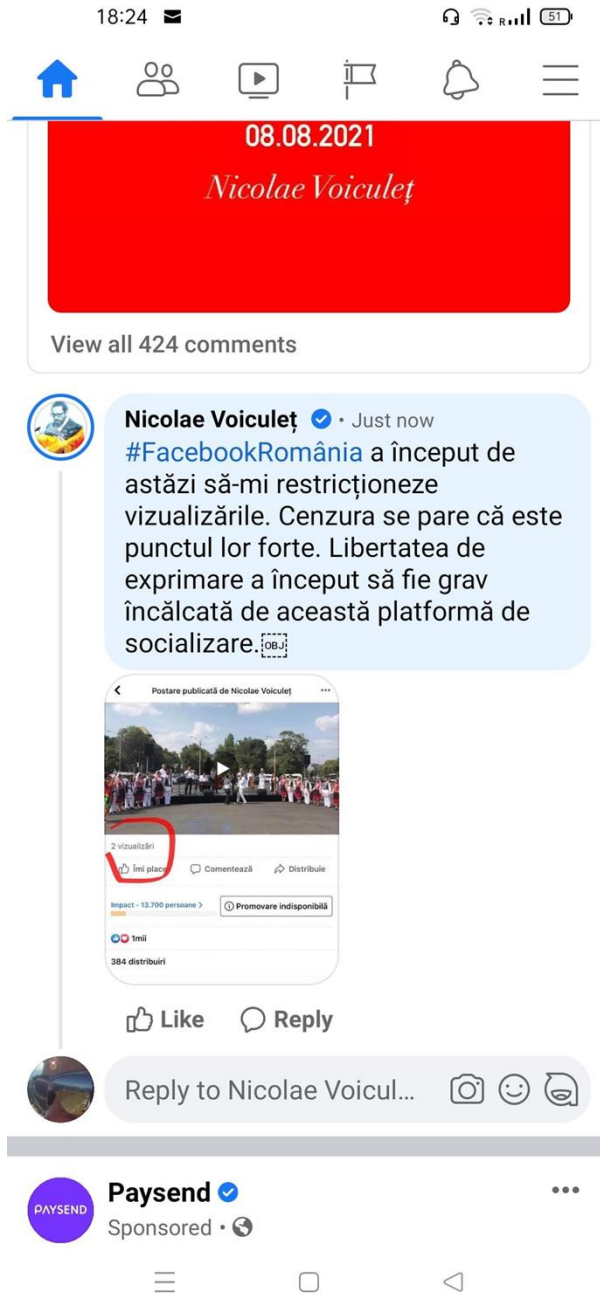 18:24
R
51
08.08.2021
Nicolae Voiculeț
View all 424 comments
Nicolae Voiculeț · Just now
#FacebookRomânia a început de
astăzi să-mi restricționeze
vizualizările. Cenzura se pare că este
punctul lor forte. Libertatea de
exprimare a început să fie grav
încălcată de această platformă de
socializare.OBJ
Postare publicată de Nicolae Voiculeț
2 vizualizări
Îmi place Comentează Distribuie
Impact - 13.700 persoane > Promovare indisponibilă
1mii
384 distribuiri
Like Reply
Reply to Nicolae Voicul...
PAYSEND
Paysend
Sponsored ·